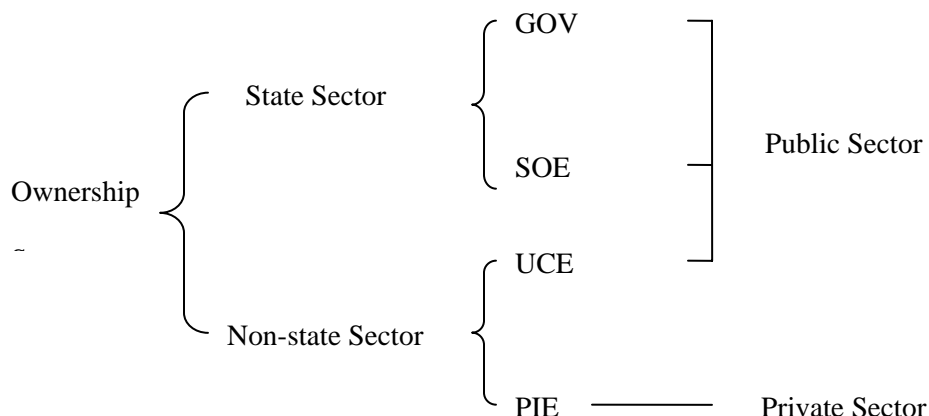 GOV
State Sector
Public Sector
SOE
Ownership
~
UCE
Non-state Sector
PIE
Private Sector